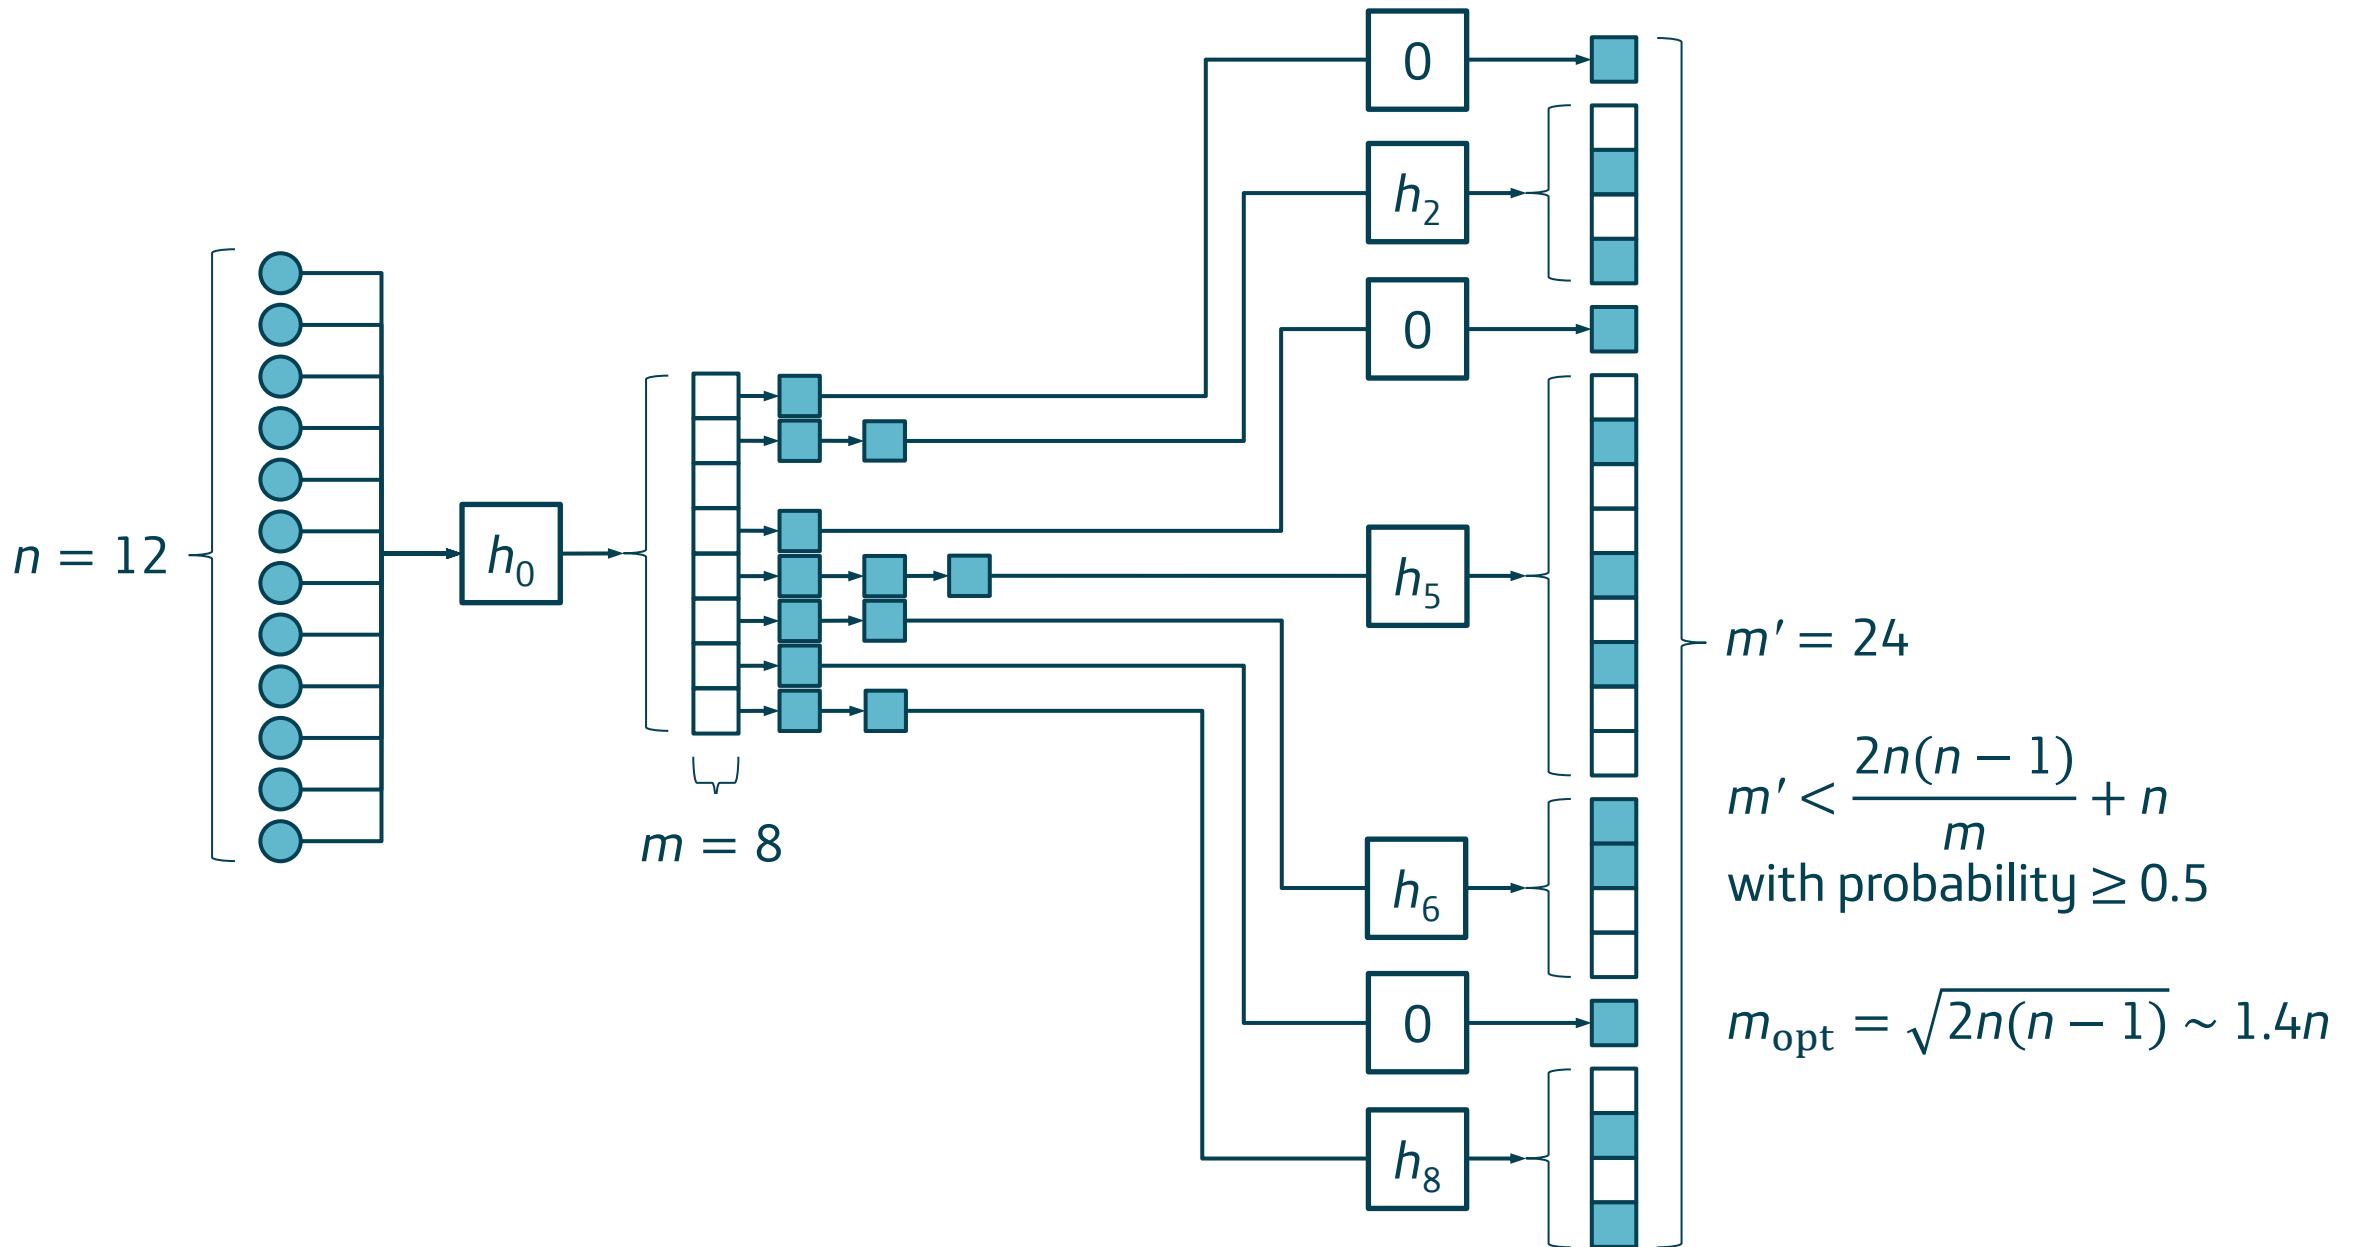 n = 12
h₀
m = 8
0
h₂
0
h₅
h₆
0
h₈
m′ = 24
m′ < 2n(n − 1)/m + n
with probability ≥ 0.5
mₒₚₜ = √2n(n − 1) ~ 1.4n